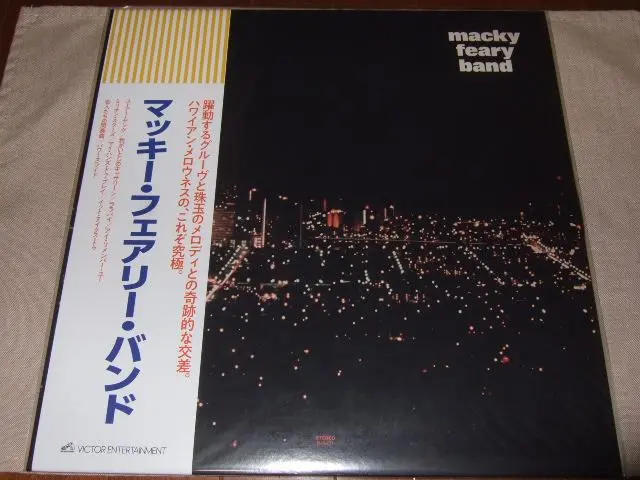 macky
feary
band
躍動するグルーヴと珠玉のメロディとの奇跡的な交差。
ハワイアン・メロウネスの、これぞ究極。
マッキー・フェアリー・バンド
VICTOR ENTERTAINMENT
STEREO